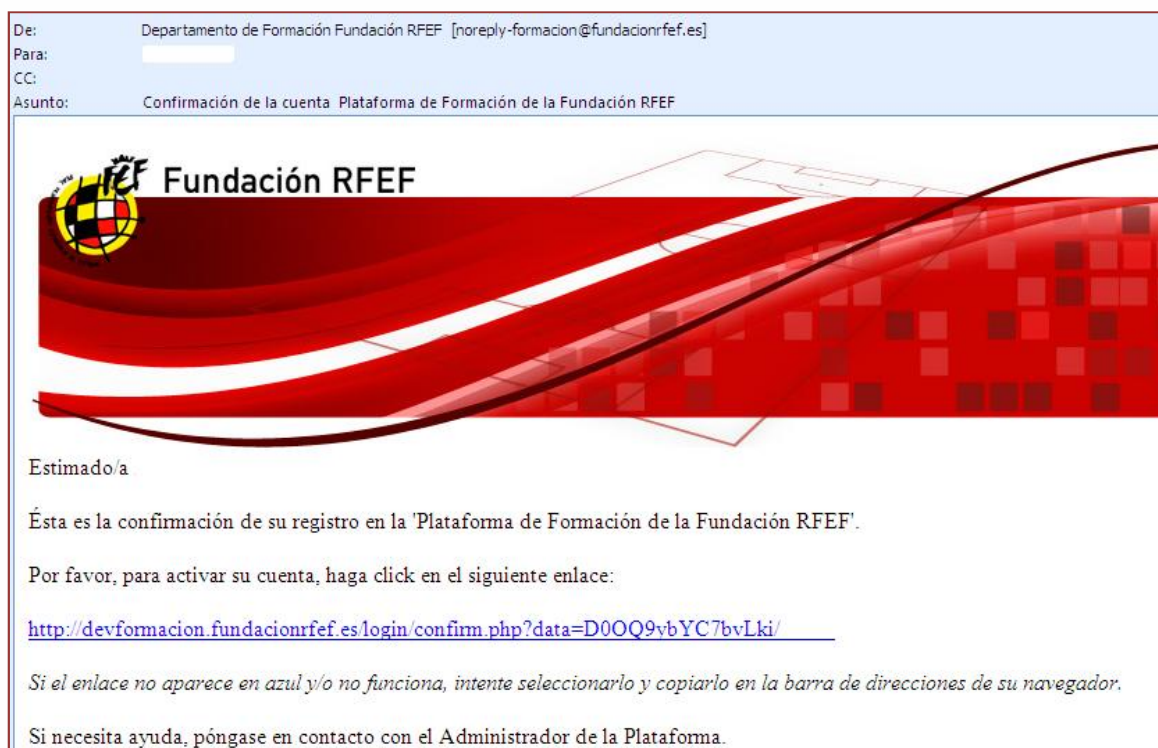 De: Departamento de Formación Fundación RFEF [noreply-formacion@fundacionrfef.es]
Para:
CC:
Asunto: Confirmación de la cuenta Plataforma de Formación de la Fundación RFEF
Fundación RFEF
Estimado/a
Ésta es la confirmación de su registro en la 'Plataforma de Formación de la Fundación RFEF'.
Por favor, para activar su cuenta, haga click en el siguiente enlace:
http://devformacion.fundacionrfef.es/login/confirm.php?data=D0OQ9ybYC7bvLki/
Si el enlace no aparece en azul y/o no funciona, intente seleccionarlo y copiarlo en la barra de direcciones de su navegador.
Si necesita ayuda, póngase en contacto con el Administrador de la Plataforma.